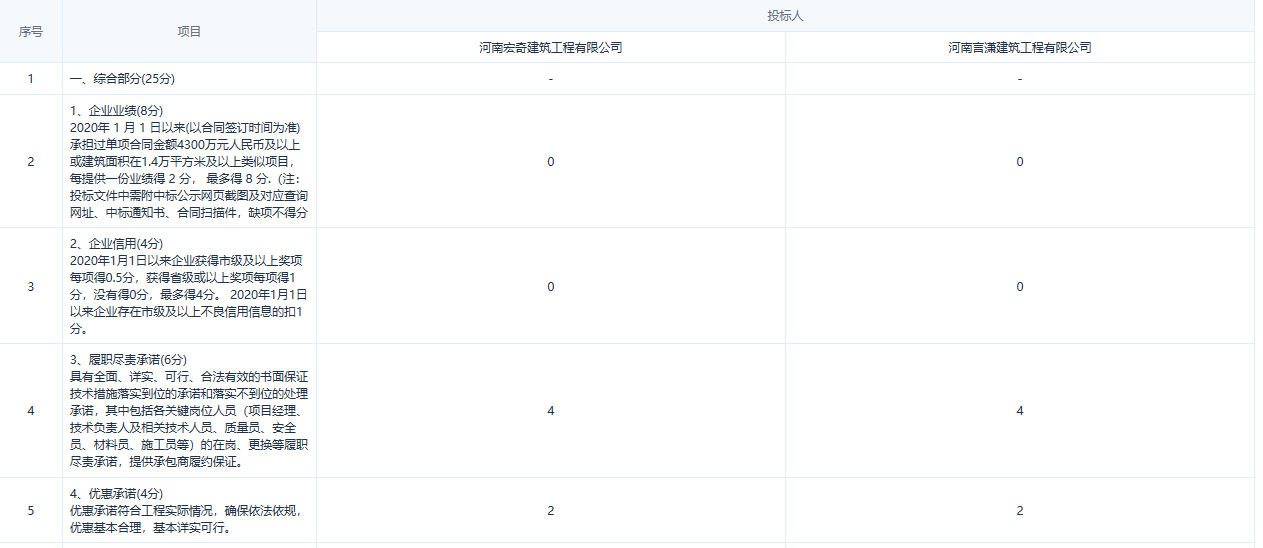 序号
项目
投标人
河南宏奇建筑工程有限公司
河南言潇建筑工程有限公司
1
一、综合部分(25分)
-
-
2
1、企业业绩(8分)
2020年 1 月 1 日以来(以合同签订时间为准)
承担过单项合同金额4300万元人民币及以上
或建筑面积在1.4万平方米及以上类似项目，
每提供一份业绩得 2 分， 最多得 8 分.（注：
投标文件中需附中标公示网页截图及对应查询
网址、中标通知书、合同扫描件，缺项不得分
0
0
3
2、企业信用(4分)
2020年1月1日以来企业获得市级及以上奖项
每项得0.5分，获得省级或以上奖项每项得1
分，没有得0分，最多得4分。 2020年1月1日
以来企业存在市级及以上不良信用信息的扣1
分。
0
0
4
3、履职尽责承诺(6分)
具有全面、详实、可行、合法有效的书面保证
技术措施落实到位的承诺和落实不到位的处理
承诺，其中包括各关键岗位人员（项目经理、
技术负责人及相关技术人员、质量员、安全
员、材料员、施工员等）的在岗、更换等履职
尽责承诺，提供承包商履约保证。
4
4
5
4、优惠承诺(4分)
优惠承诺符合工程实际情况，确保依法依规，
优惠基本合理，基本详实可行。
2
2